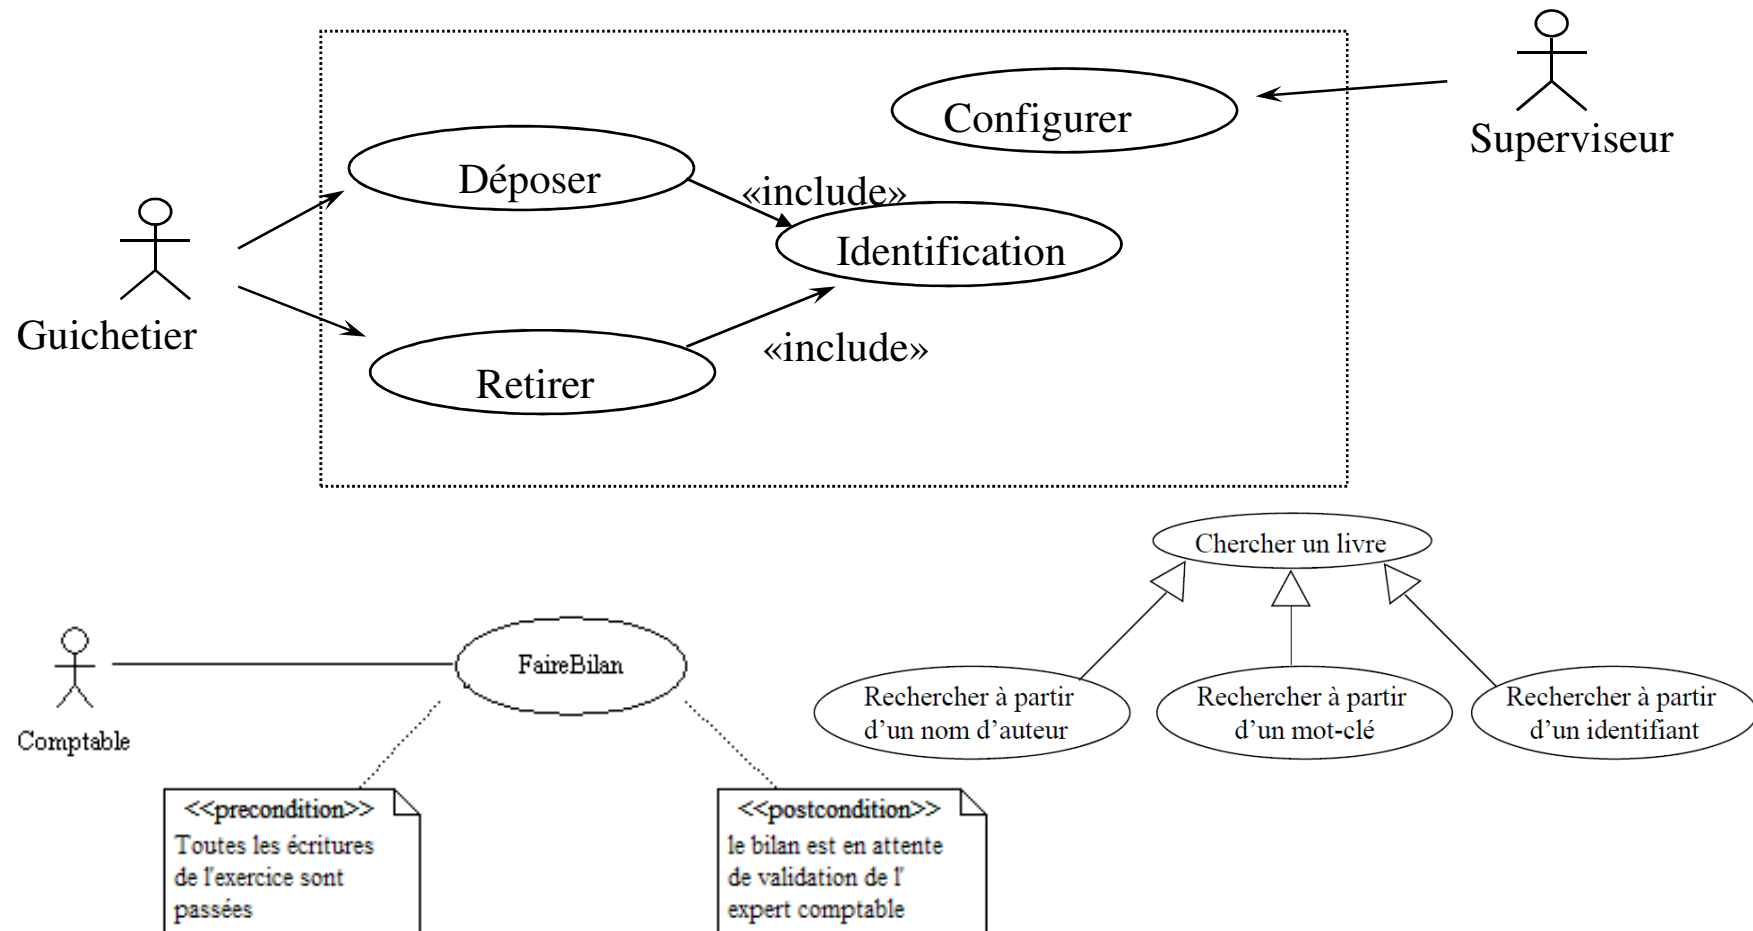 Configurer
Superviseur
Déposer
«include»
Identification
Guichetier
«include»
Retirer
Chercher un livre
FaireBilan
Rechercher à partir
d'un nom d'auteur
Rechercher à partir
d'un mot-clé
Rechercher à partir
d'un identifiant
Comptable
<<precondition>>
Toutes les écritures
de l'exercice sont
passées
<<postcondition>>
le bilan est en attente
de validation de l'
expert comptable